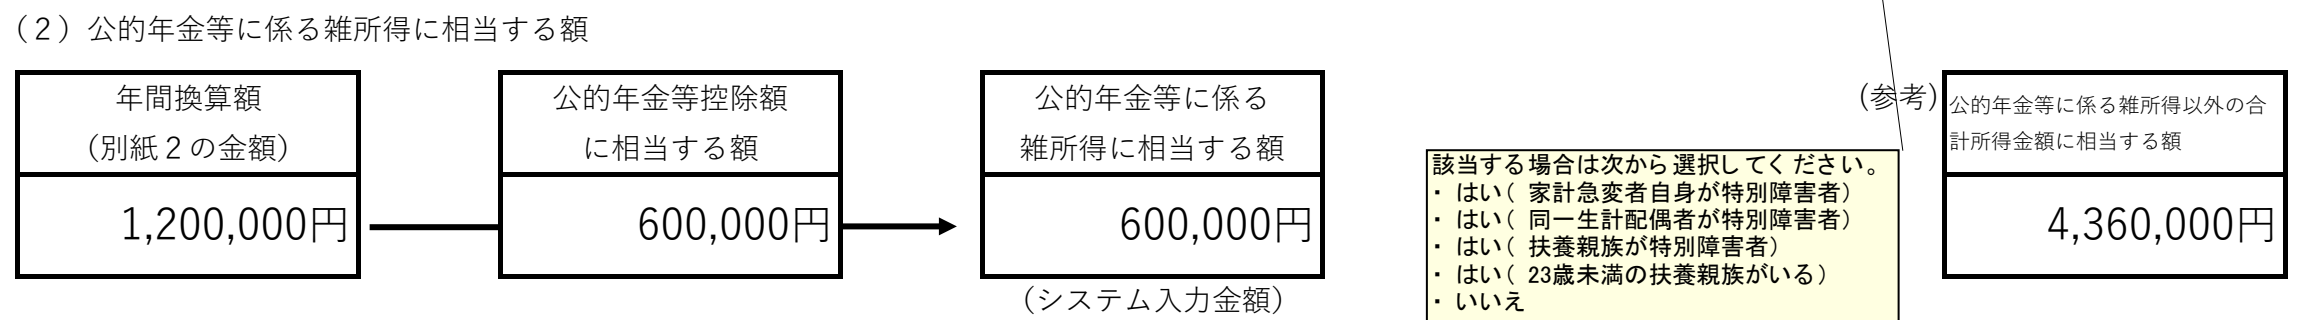 （２）公的年金等に係る雑所得に相当する額
年間換算額
（別紙２の金額）
1,200,000円
公的年金等控除額
に相当する額
600,000円
公的年金等に係る
雑所得に相当する額
600,000円
（システム入力金額）
該当する場合は次から選択してください。
・はい（家計急変者自身が特別障害者）
・はい（同一生計配偶者が特別障害者）
・はい（扶養親族が特別障害者）
・はい（23歳未満の扶養親族がいる）
・いいえ
（参考）
公的年金等に係る雑所得以外の合
計所得金額に相当する額
4,360,000円